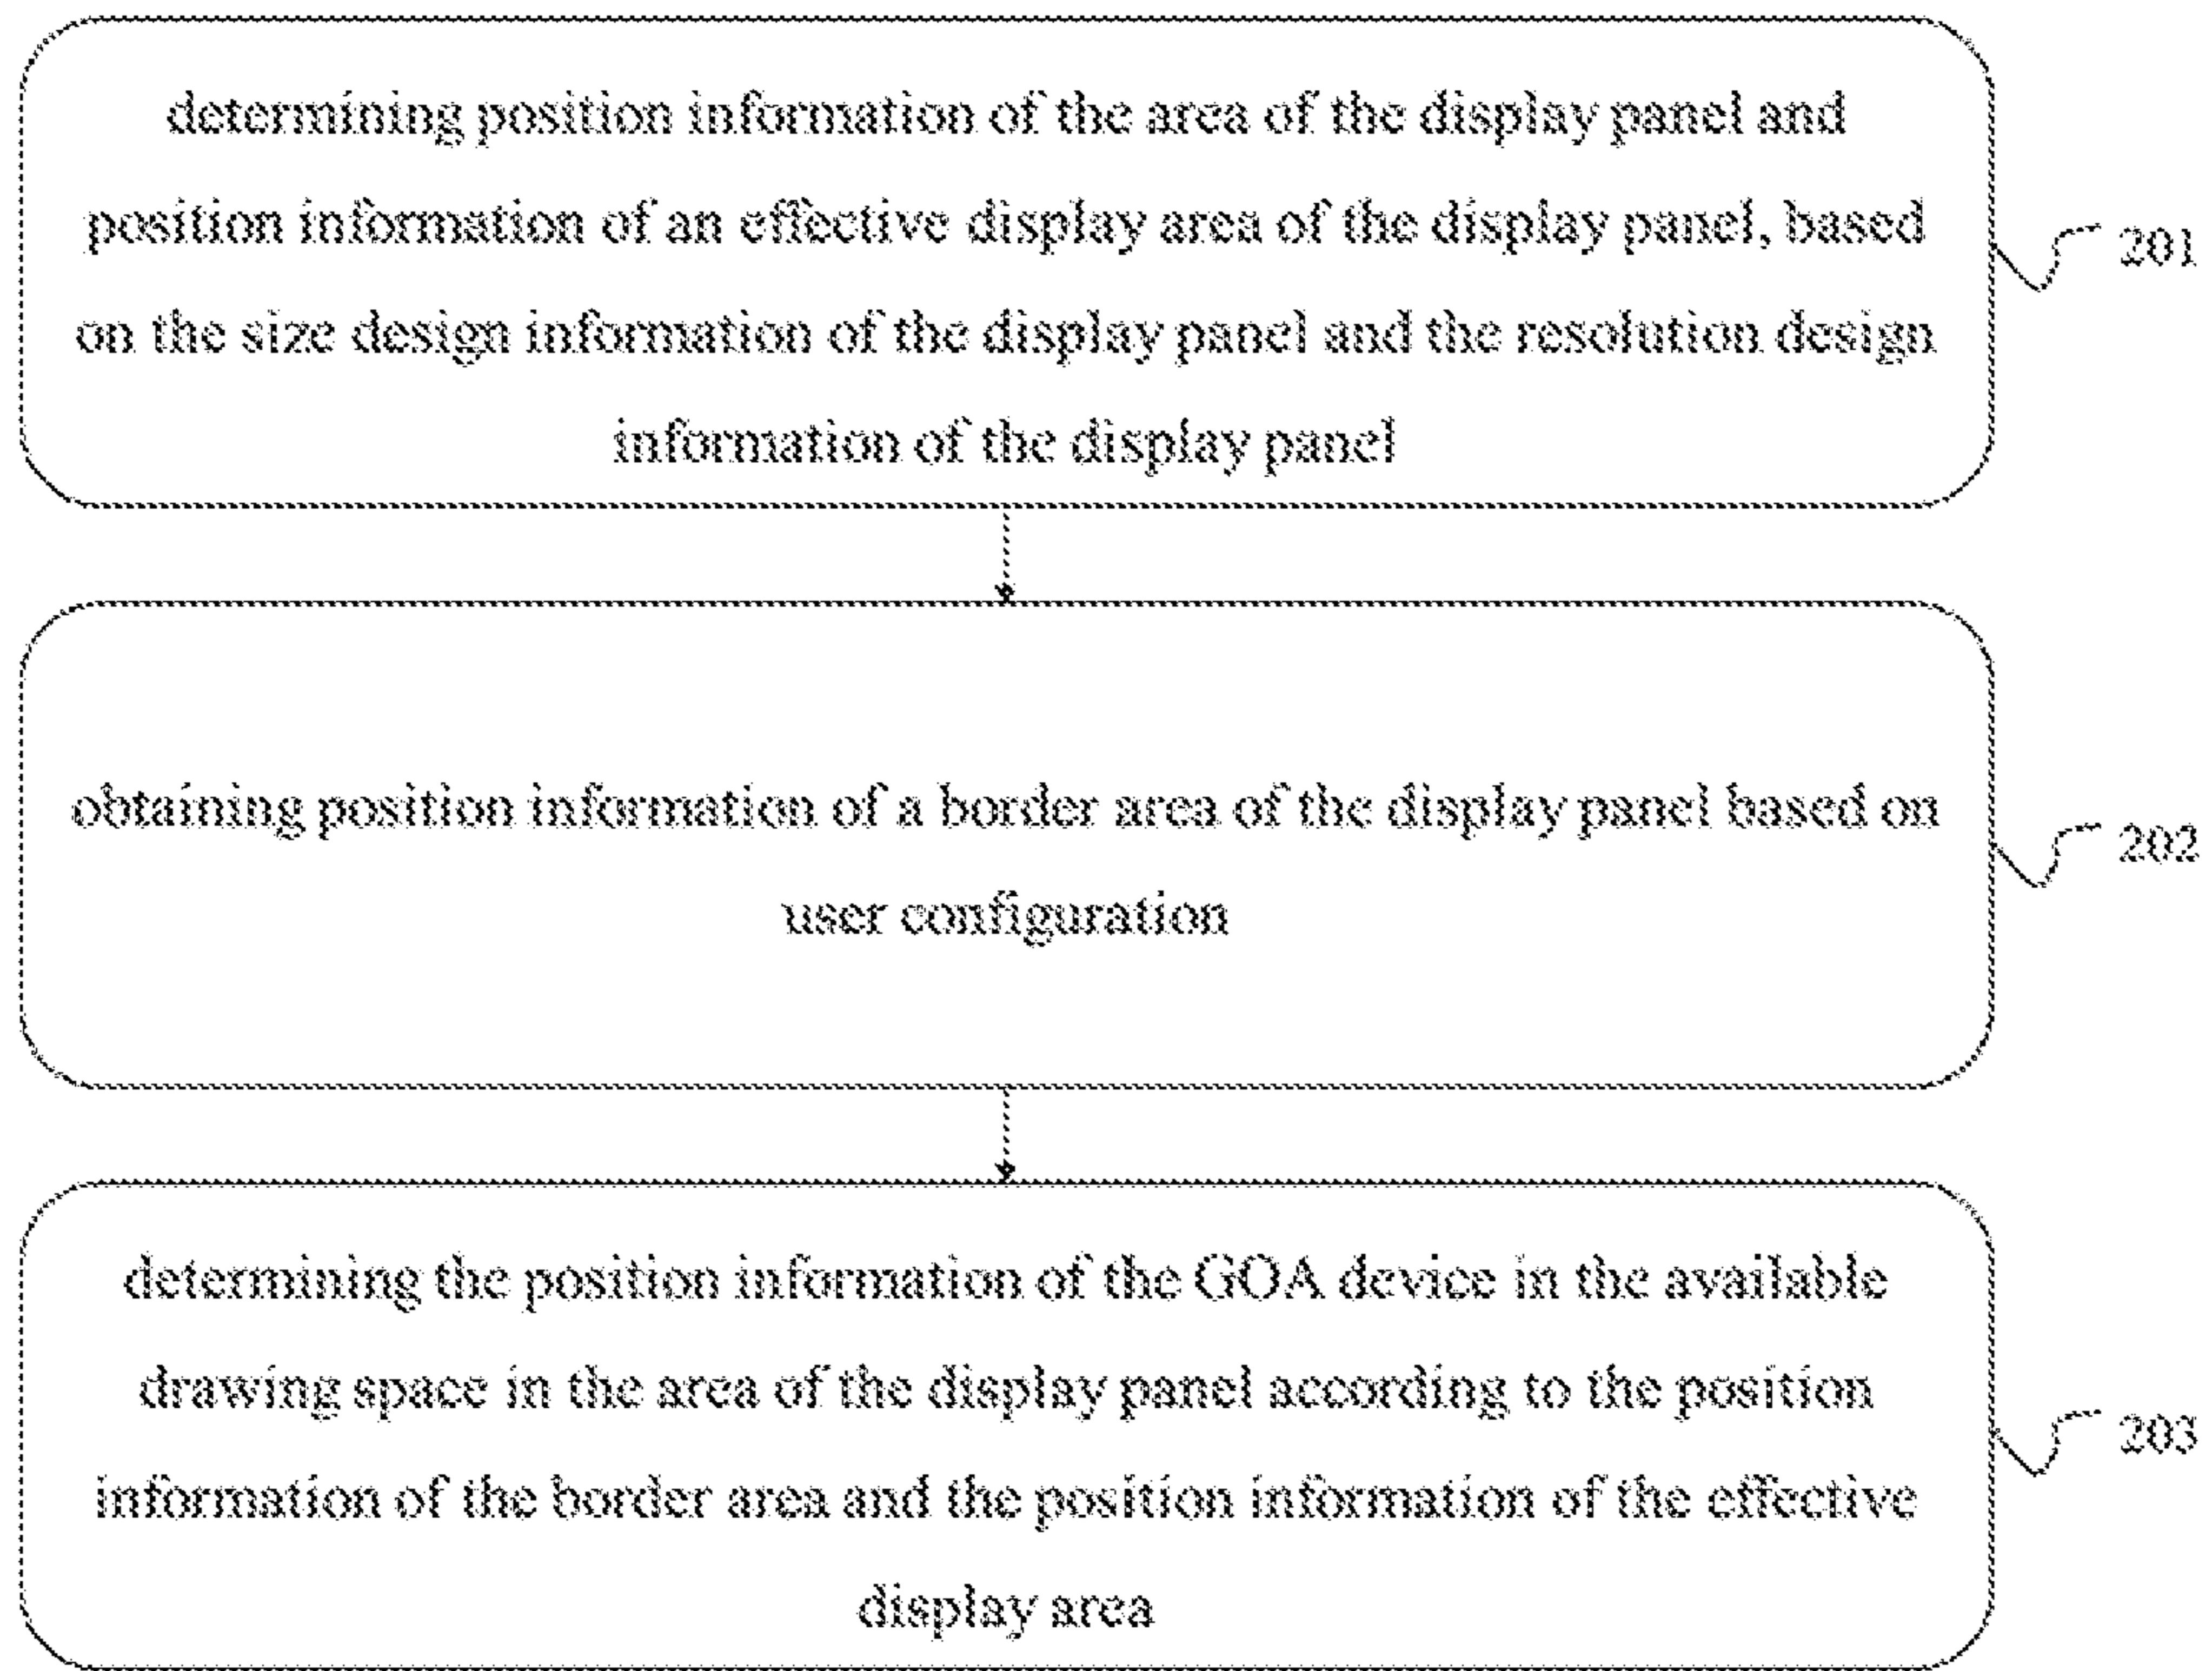 determining position information of the area of the display panel and
position information of an effective display area of the display panel, based
on the size design information of the display panel and the resolution design
information of the display panel
201
obtaining position information of a border area of the display panel based on
user configuration
202
determining the position information of the GOA device in the available
drawing space in the area of the display panel according to the position
information of the border area and the position information of the effective
display area
203